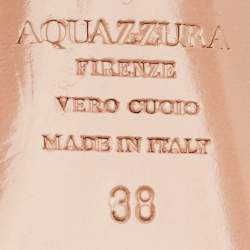 AQUAZZURA
FIRENZE
VERO CUOIO
MADE IN ITALY
38